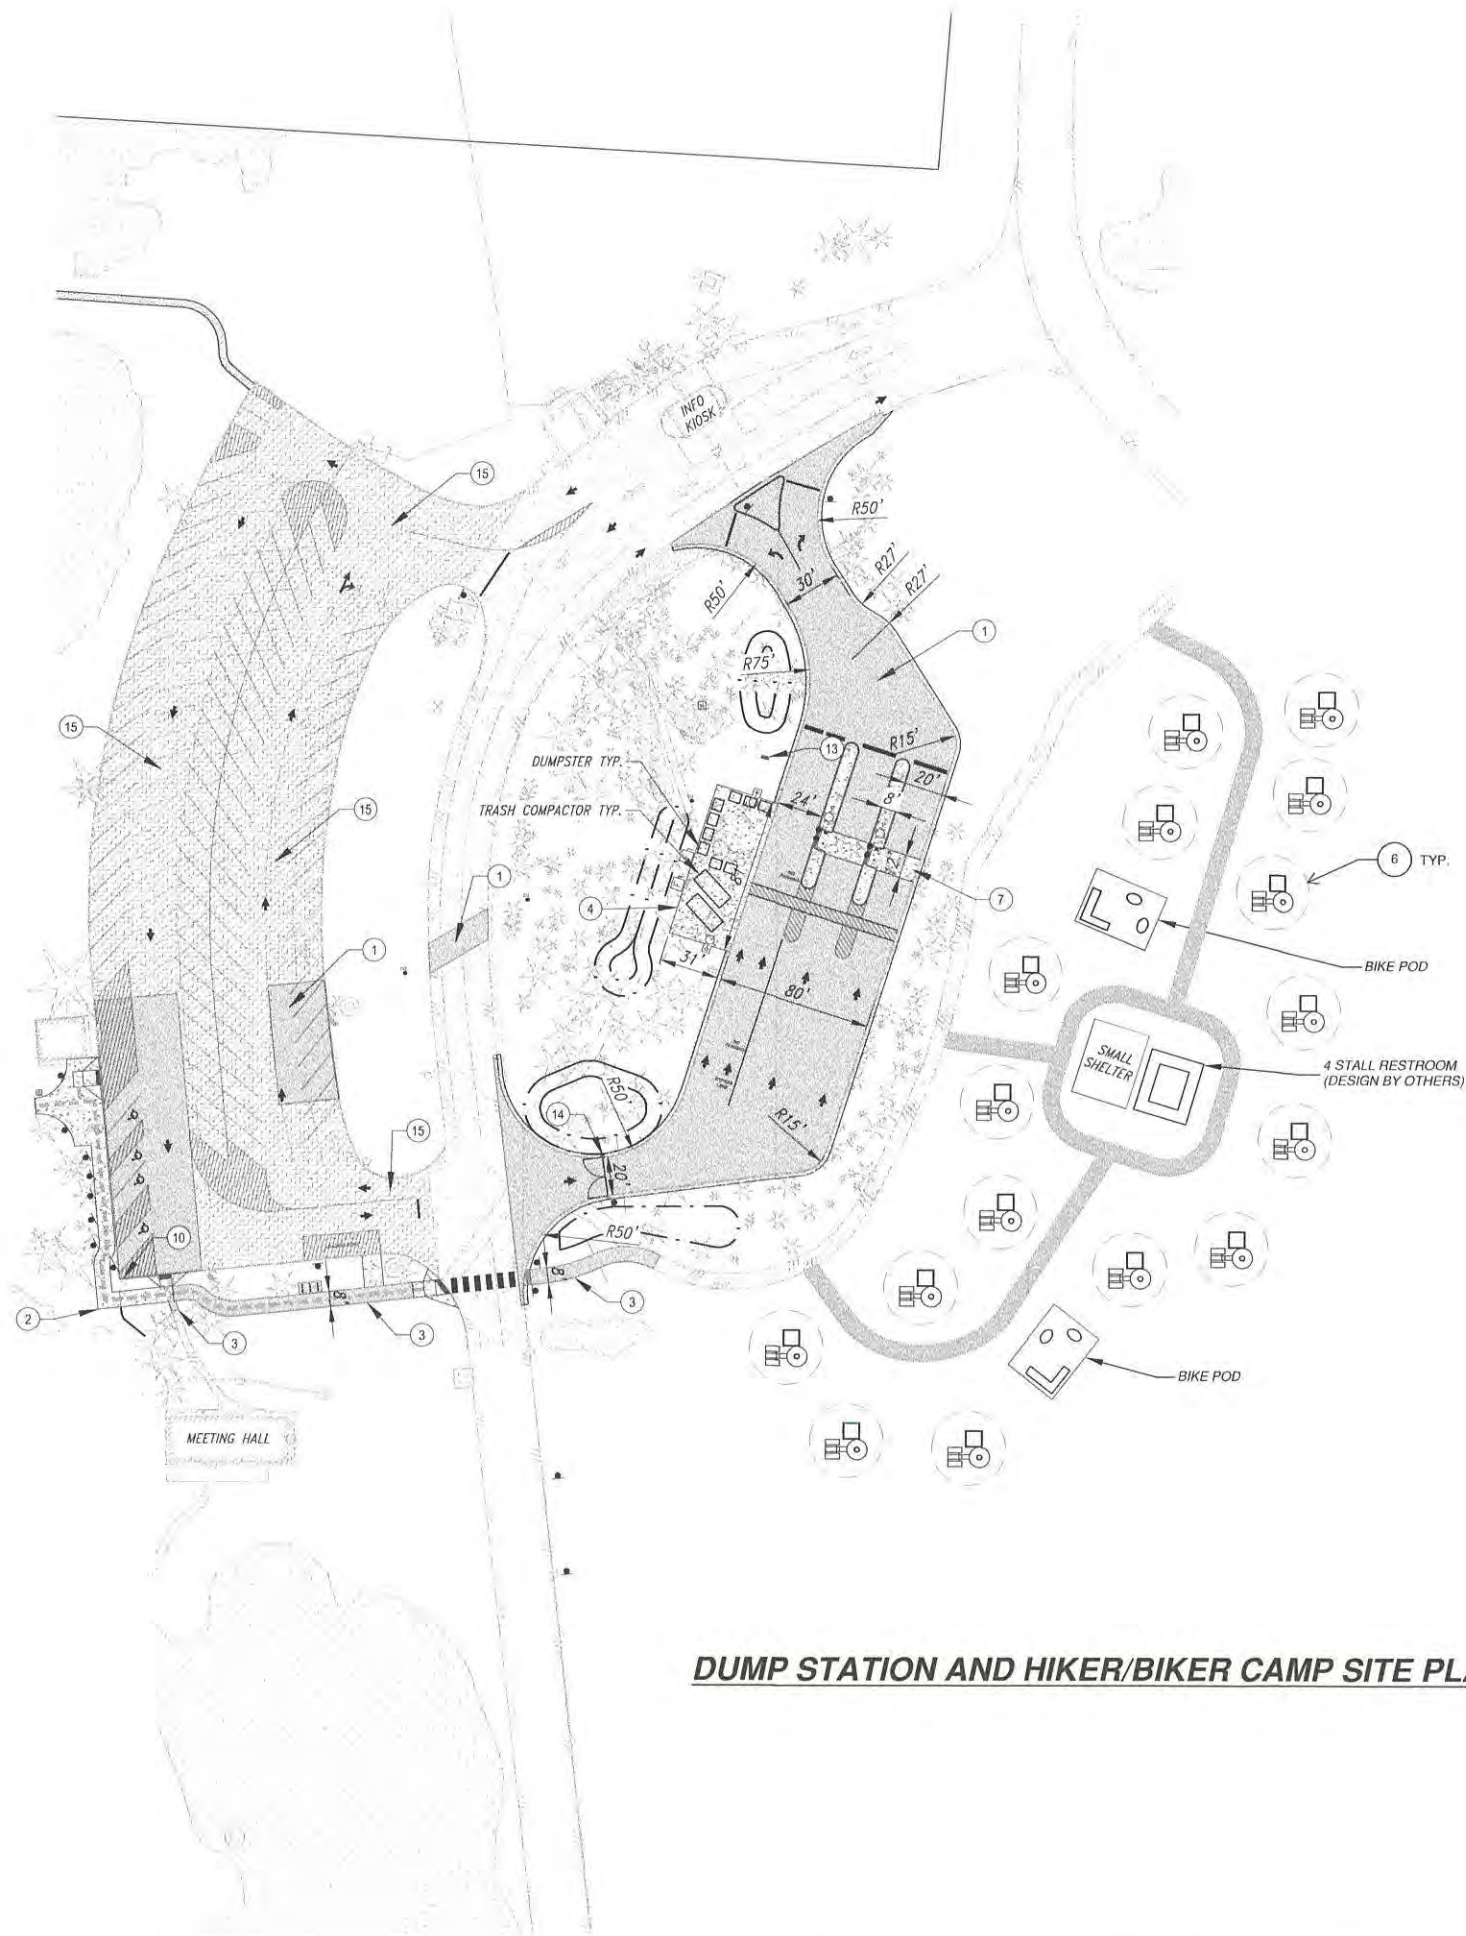 INFO
KIOSK
15
R50'
R27'
R27'
30'
R50'
1
R75'
15
R15'
13
DUMPSTER TYP.
20'
24'
8'
TRASH COMPACTOR TYP.
15
6 TYP.
1
7
4
31'
80'
BIKE POD
1
SMALL
SHELTER
4 STALL RESTROOM
(DESIGN BY OTHERS)
R50'
14
R15'
15
20'
R50'
10
8'
3
8'
2
3
3
BIKE POD
MEETING HALL
DUMP STATION AND HIKER/BIKER CAMP SITE